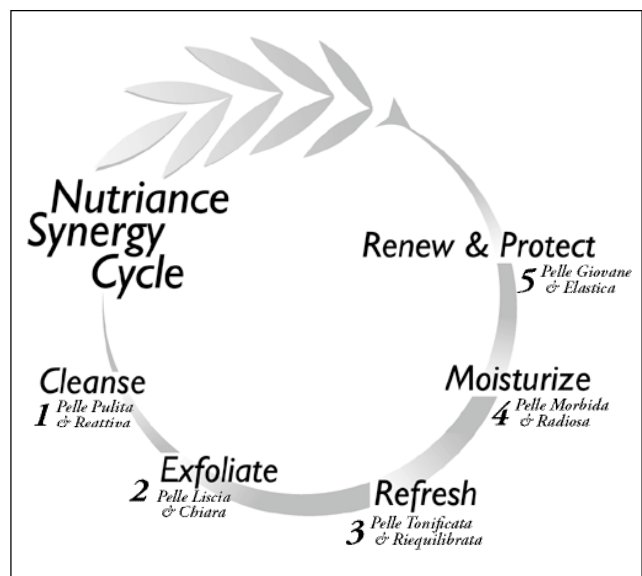 Nutriance
Synergy
Cycle
Cleanse
1 Pelle Pulita
& Reattiva
Exfoliate
2 Pelle Liscia
& Chiara
Refresh
3 Pelle Tonificata
& Riequilibrata
Moisturize
4 Pelle Morbida
& Radiosa
Renew & Protect
5 Pelle Giovane
& Elastica